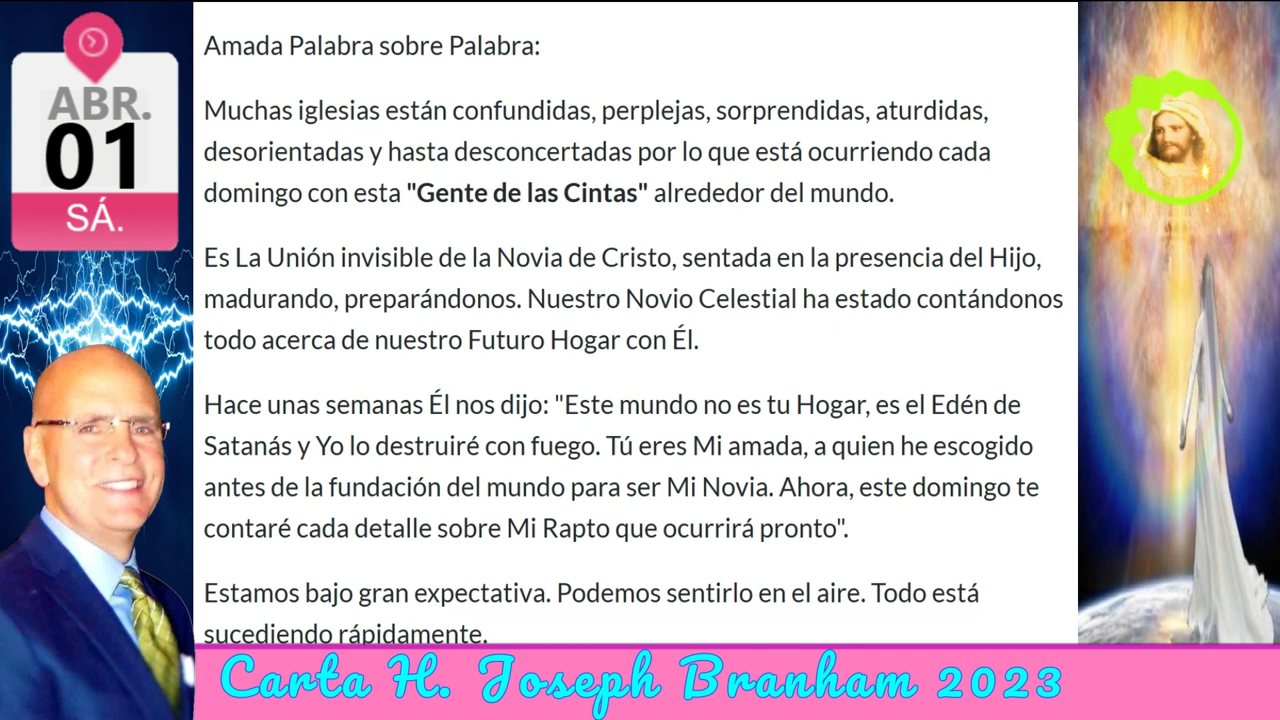 ABR.
01
SÁ.
Amada Palabra sobre Palabra:
Muchas iglesias están confundidas, perplejas, sorprendidas, aturdidas,
desorientadas y hasta desconcertadas por lo que está ocurriendo cada
domingo con esta "Gente de las Cintas" alrededor del mundo.
Es La Unión invisible de la Novia de Cristo, sentada en la presencia del Hijo,
madurando, preparándonos. Nuestro Novio Celestial ha estado contándonos
todo acerca de nuestro Futuro Hogar con Él.
Hace unas semanas Él nos dijo: "Este mundo no es tu Hogar, es el Edén de
Satanás y Yo lo destruiré con fuego. Tú eres Mi amada, a quien he escogido
antes de la fundación del mundo para ser Mi Novia. Ahora, este domingo te
contaré cada detalle sobre Mi Rapto que ocurrirá pronto".
Estamos bajo gran expectativa. Podemos sentirlo en el aire. Todo está
sucediendo rápidamente.
Carta H. Joseph Branham 2023